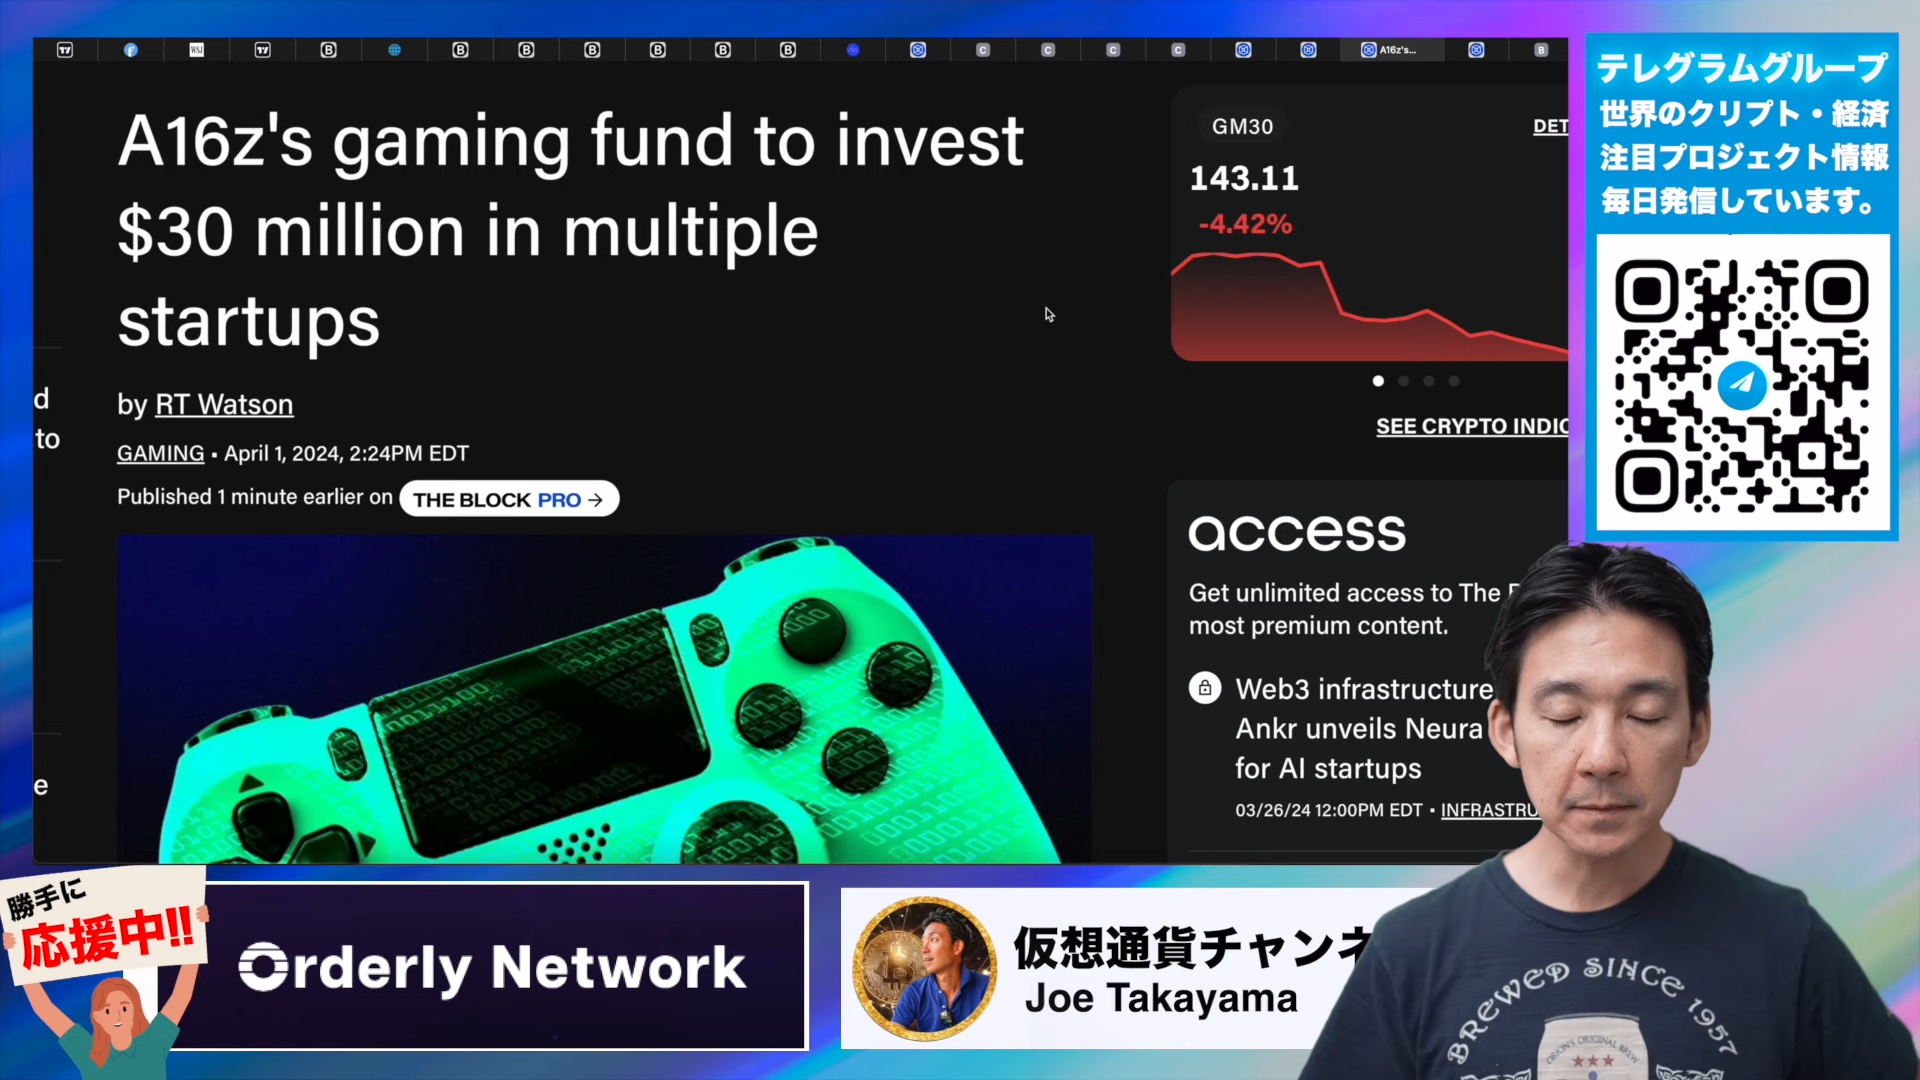 A16z's...
A16z's gaming fund to invest
$30 million in multiple
startups
by RT Watson
GAMING • April 1, 2024, 2:24PM EDT
Published 1 minute earlier on THE BLOCK PRO →
d
to
e
GM30
DET
143.11
-4.42%
SEE CRYPTO INDIC
access
Get unlimited access to The
most premium content.
Web3 infrastructure
Ankr unveils Neura
for AI startups
03/26/24 12:00PM EDT • INFRASTRU
テレグラムグループ
世界のクリプト・経済
注目プロジェクト情報
毎日発信しています。
勝手に
応援中!!
Orderly Network
仮想通貨チャンネ
Joe Takayama
BREWED SINCE 1957
ORION'S ORIGINAL BREW